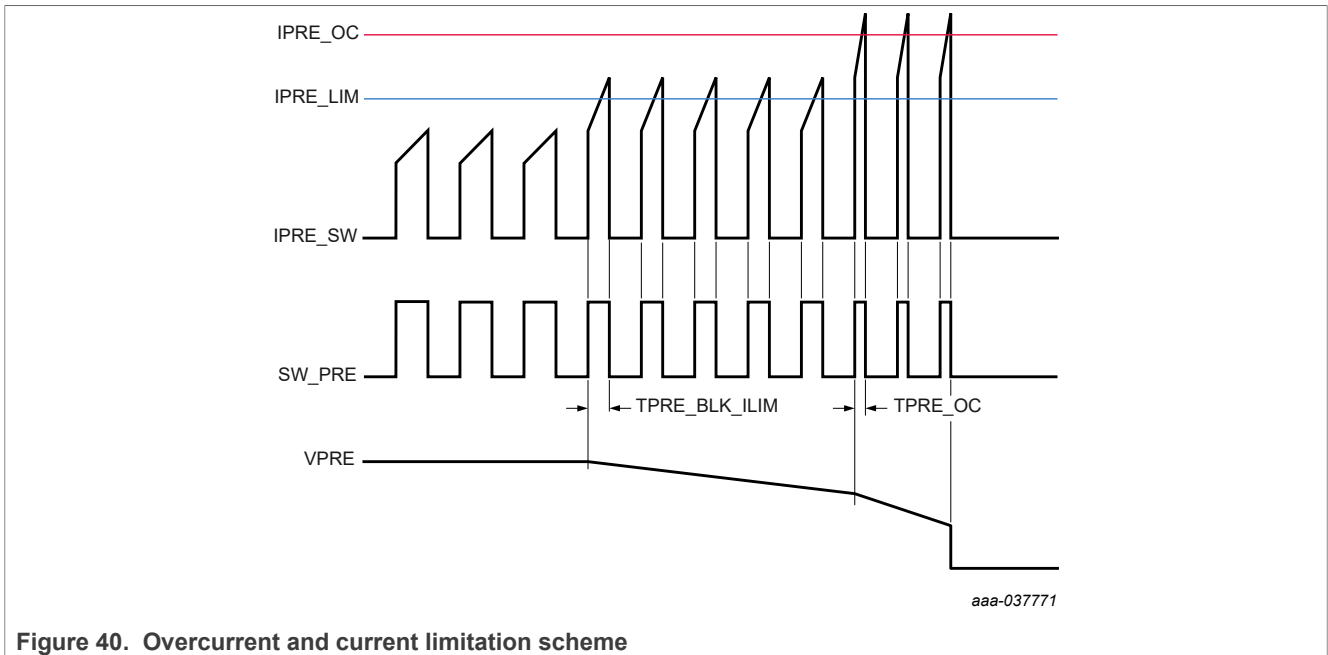 IPRE_OC
IPRE_LIM
IPRE_SW
SW_PRE
TPRE_BLK_ILIM
TPRE_OC
VPRE
aaa-037771
Figure 40. Overcurrent and current limitation scheme